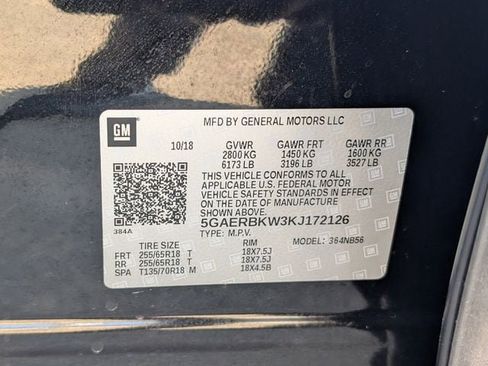 GM
MFD BY GENERAL MOTORS LLC
10/18 GVWR GAWR FRT GAWR RR
2800 KG 1450 KG 1600 KG
6173 LB 3196 LB 3527 LB
THIS VEHICLE CONFORMS TO ALL
APPLICABLE U.S. FEDERAL MOTOR
VEHICLE SAFETY STANDARDS IN EFFECT
ON THE DATE OF MANUFACTURE
SHOWN ABOVE.
384A
5GAERBKW3KJ172126
TYPE: M.P.V. MODEL: 364NB56
TIRE SIZE RIM
FRT 255/65R18 T 18X7.5J
RR 255/65R18 T 18X7.5J
SPA T135/70R18 M 18X4.5B